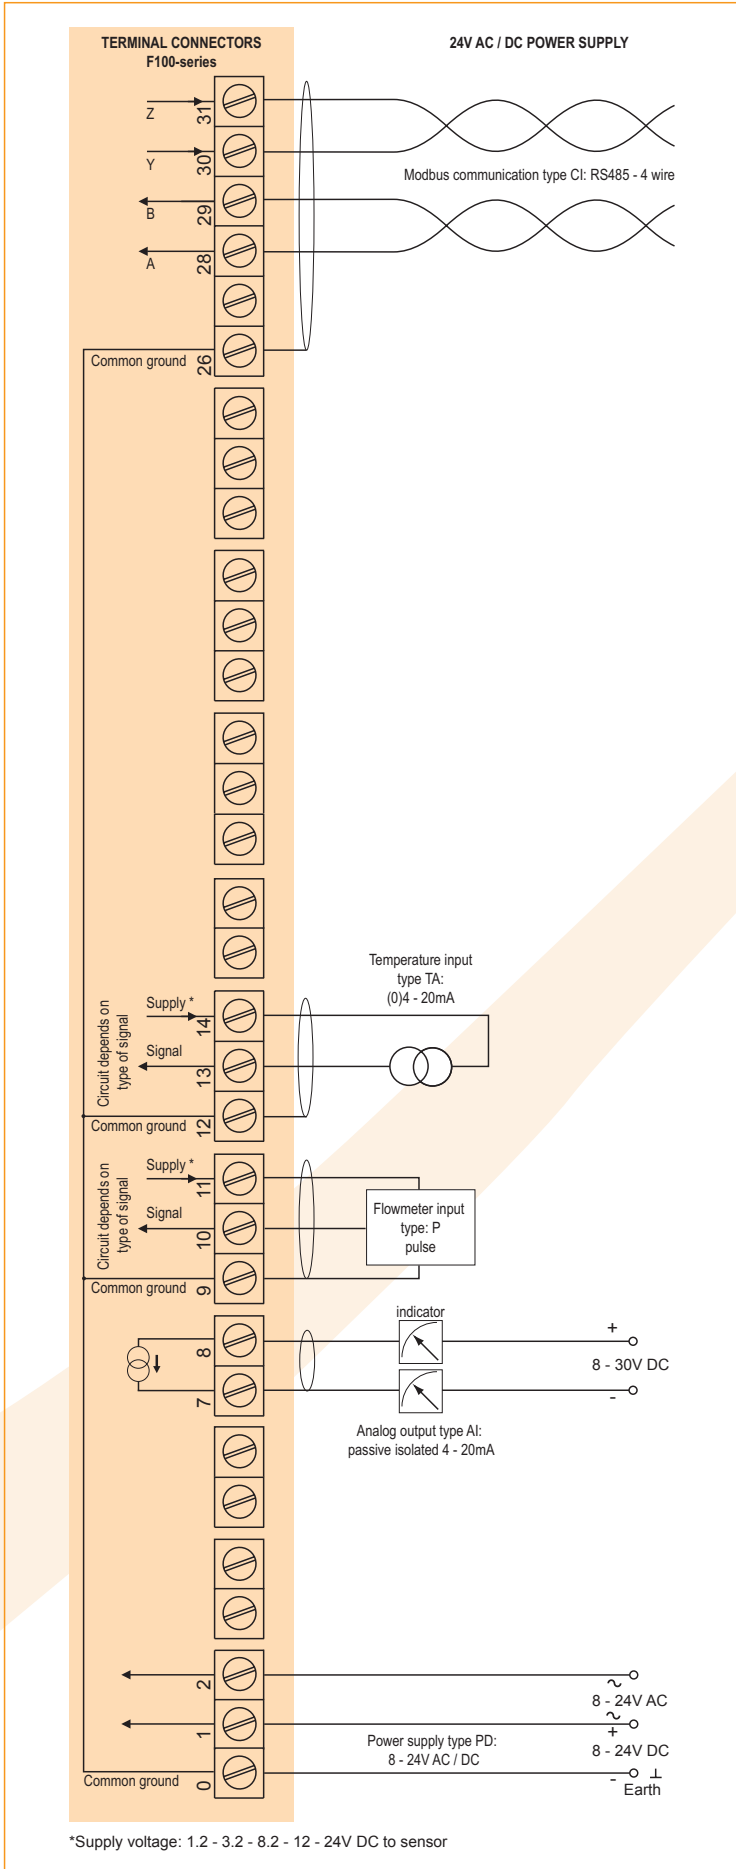 TERMINAL CONNECTORS
F100-series
24V AC / DC POWER SUPPLY
Z
31
Y
30
Modbus communication type CI: RS485 - 4 wire
B
29
A
28
Common ground
26
Temperature input
type TA:
(0)4 - 20mA
Circuit depends on
type of signal
Supply *
14
Signal
13
Common ground
12
Circuit depends on
type of signal
Supply *
11
Signal
10
Flowmeter input
type: P
pulse
Common ground
9
indicator
8
+
8 - 30V DC
7
-
Analog output type AI:
passive isolated 4 - 20mA
2
~
8 - 24V AC
1
~
+
Power supply type PD:
8 - 24V AC / DC
8 - 24V DC
Common ground
0
- ⊥
Earth
*Supply voltage: 1.2 - 3.2 - 8.2 - 12 - 24V DC to sensor